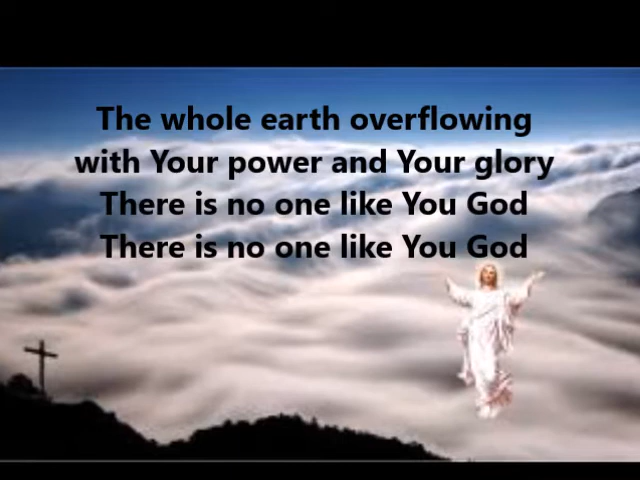 The whole earth overflowing
with Your power and Your glory
There is no one like You God
There is no one like You God